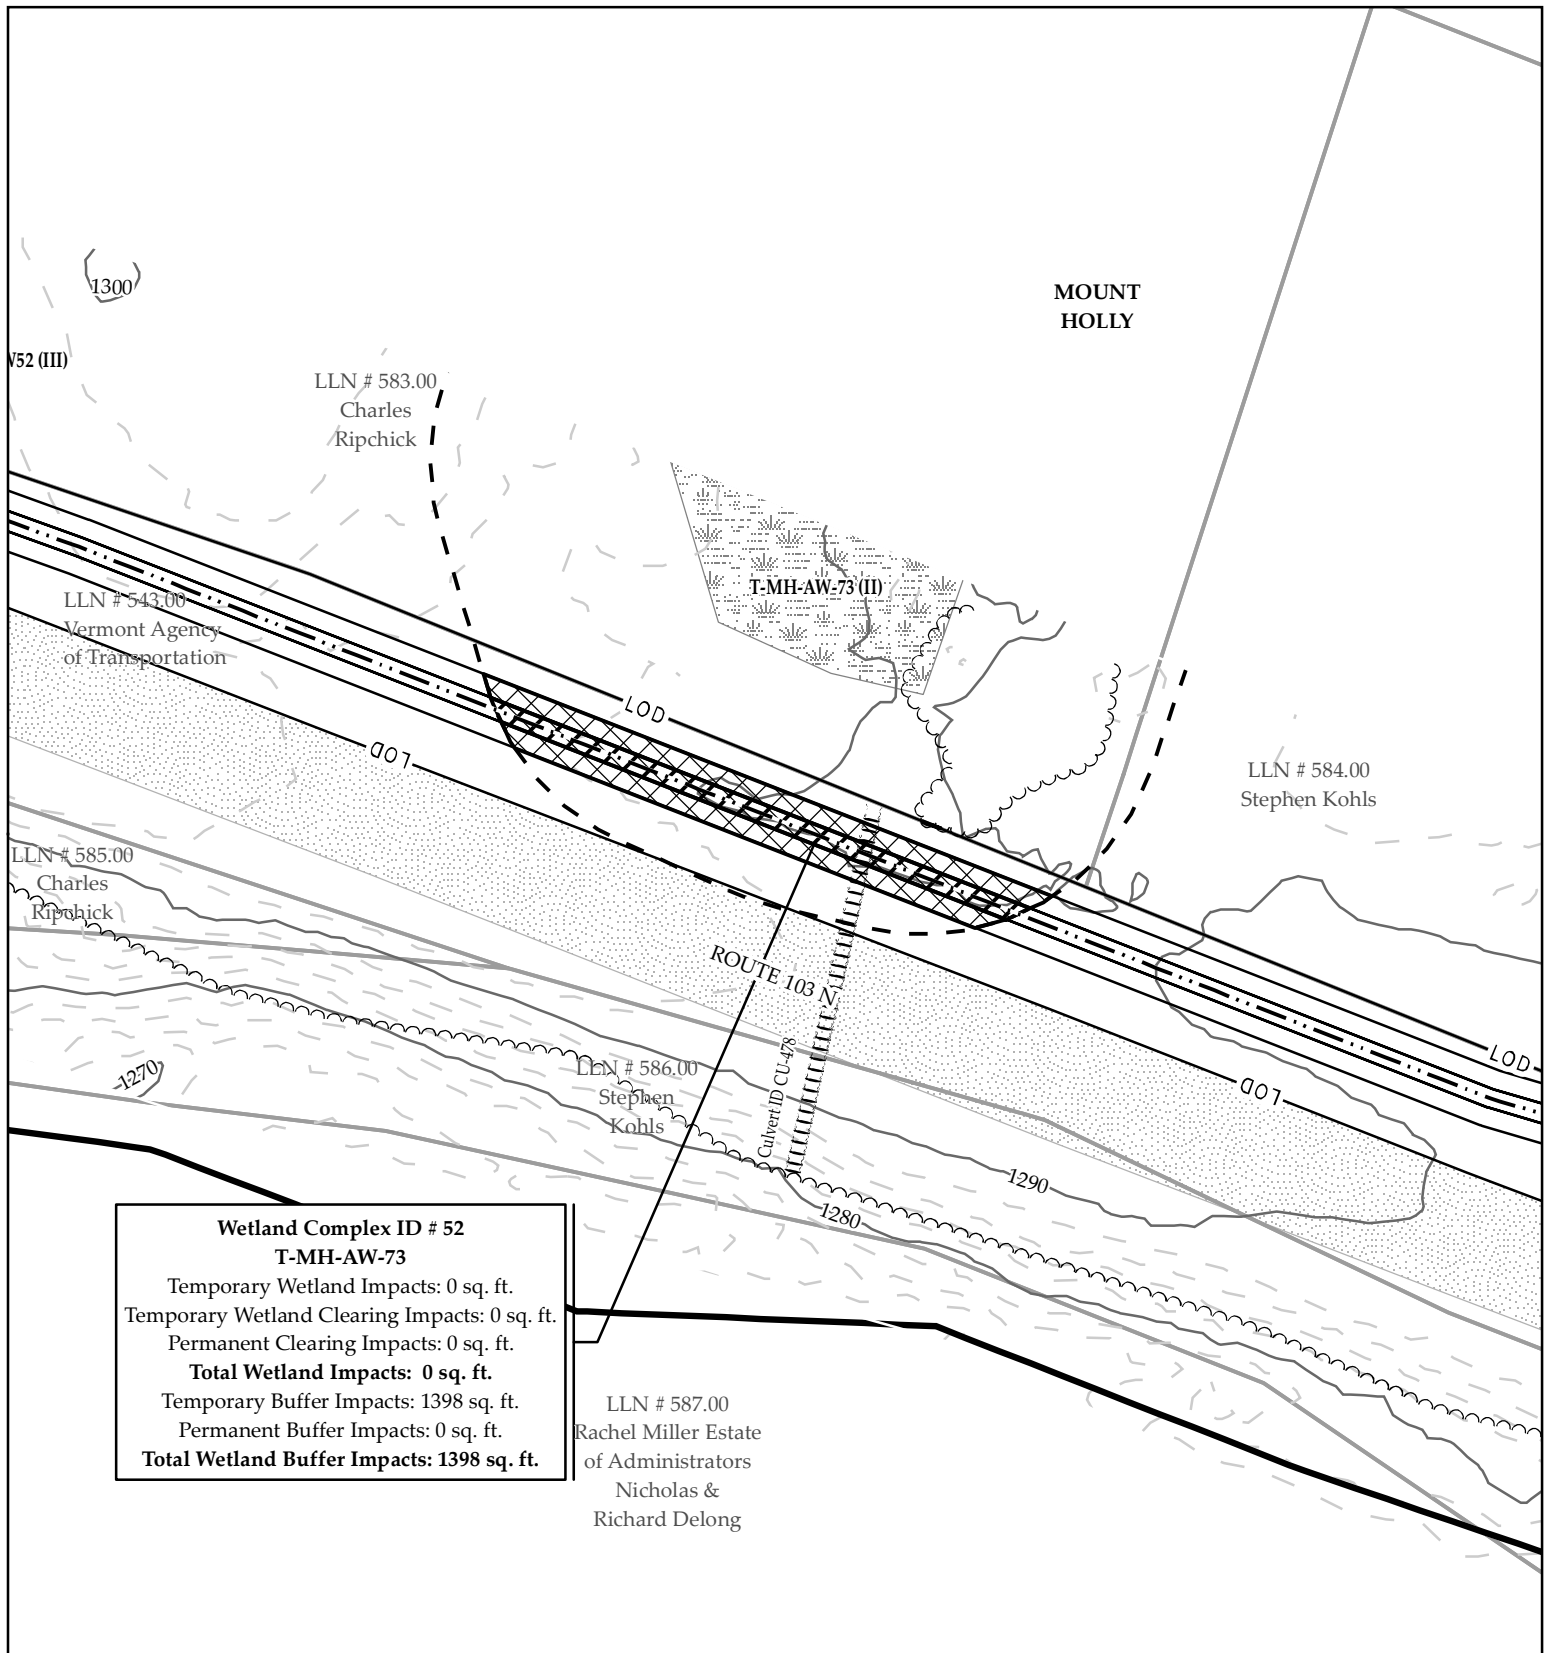 1300
MOUNT
HOLLY
W52 (III)
LLN # 583.00
Charles
Ripchick
T-MH-AW-73 (II)
LLN # 543.00
Vermont Agency
of Transportation
LOD
LOD
LLN # 584.00
Stephen Kohls
LLN # 585.00
Charles
Ripchick
ROUTE 103 N
LLN # 586.00
Stephen
Kohls
Culvert ID CU-478
1270
LOD
LOD
1290
1280
Wetland Complex ID # 52
T-MH-AW-73
Temporary Wetland Impacts: 0 sq. ft.
Temporary Wetland Clearing Impacts: 0 sq. ft.
Permanent Clearing Impacts: 0 sq. ft.
Total Wetland Impacts:  0 sq. ft.
Temporary Buffer Impacts: 1398 sq. ft.
Permanent Buffer Impacts: 0 sq. ft.
Total Wetland Buffer Impacts: 1398 sq. ft.
LLN # 587.00
Rachel Miller Estate
of Administrators
Nicholas &
Richard Delong